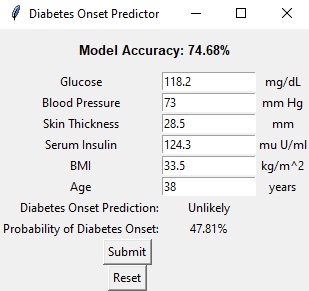 Diabetes Onset Predictor
Model Accuracy: 74.68%
Glucose 118.2 mg/dL
Blood Pressure 73 mm Hg
Skin Thickness 28.5 mm
Serum Insulin 124.3 mu U/ml
BMI 33.5 kg/m^2
Age 38 years
Diabetes Onset Prediction: Unlikely
Probability of Diabetes Onset: 47.81%
Submit
Reset